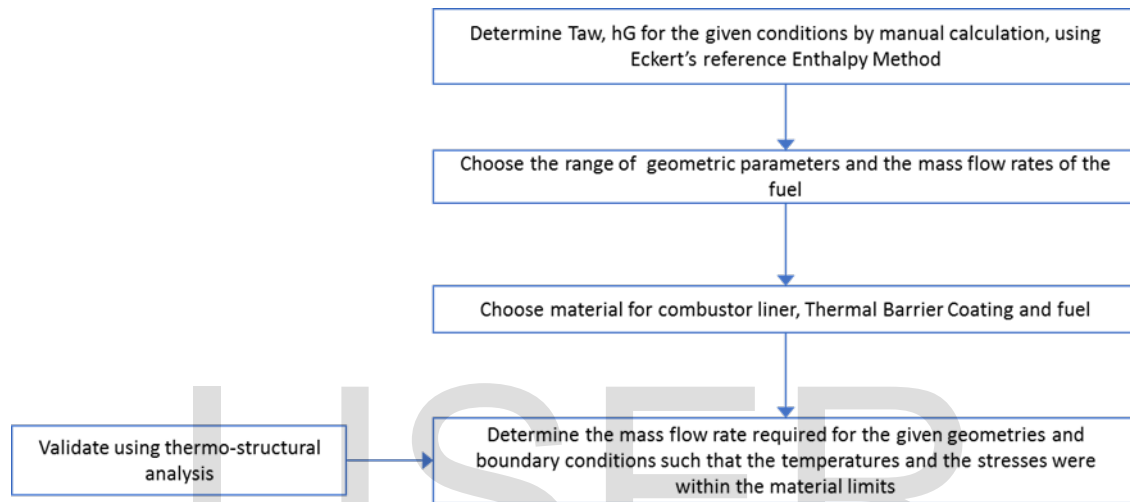 Determine Taw, hG for the given conditions by manual calculation, using
Eckert's reference Enthalpy Method
Choose the range of geometric parameters and the mass flow rates of the
fuel
Choose material for combustor liner, Thermal Barrier Coating and fuel
Validate using thermo-structural
analysis
Determine the mass flow rate required for the given geometries and
boundary conditions such that the temperatures and the stresses were
within the material limits